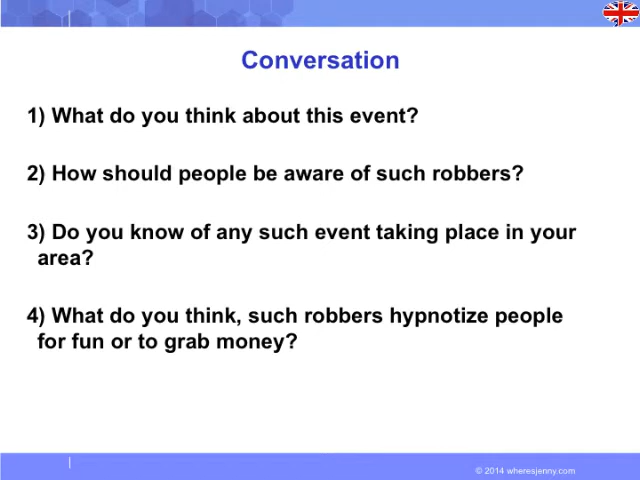 Conversation
1) What do you think about this event?
2) How should people be aware of such robbers?
3) Do you know of any such event taking place in your
area?
4) What do you think, such robbers hypnotize people
for fun or to grab money?
© 2014 wheresjenny.com